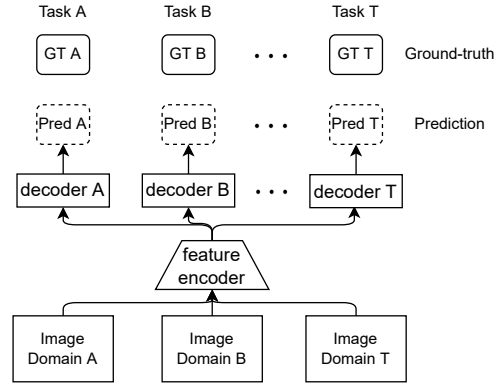 Task A Task B Task T
GT A GT B ... GT T Ground-truth
Pred A Pred B ... Pred T Prediction
decoder A decoder B ... decoder T
feature
encoder
Image
Domain A
Image
Domain B
Image
Domain T